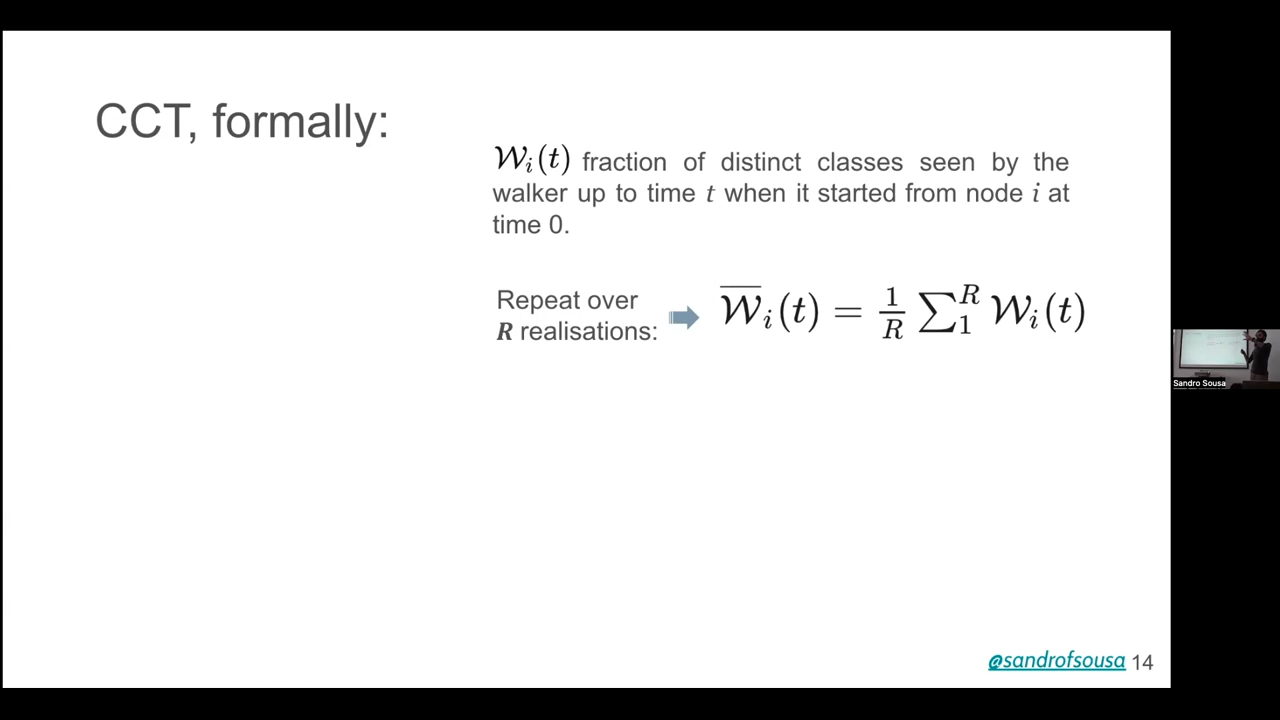 CCT, formally:
𝒲ᵢ(t) fraction of distinct classes seen by the
walker up to time t when it started from node i at
time 0.
Repeat over
R realisations:
𝒲̅ᵢ(t) = 1/R ∑₁ᴿ 𝒲ᵢ(t)
@sandrofsousa 14
Sandro Sousa